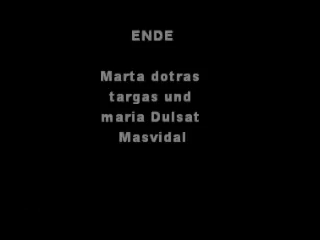 ENDE
Marta dotras
targas und
maria Dulsat
Masvidal